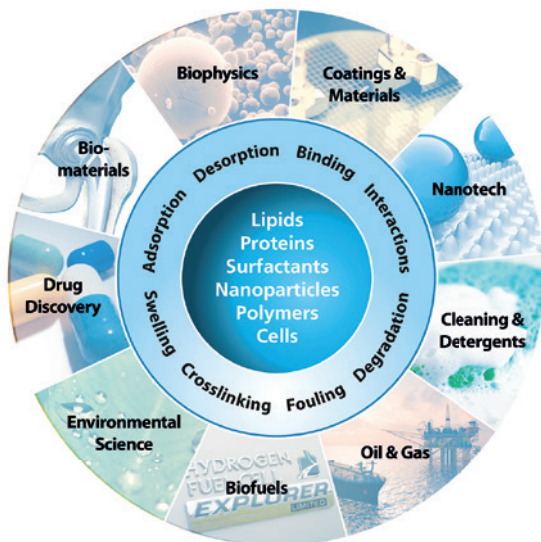 Biophysics
Coatings &
Materials
Nanotech
Cleaning &
Detergents
Oil & Gas
HYDROGEN
FUEL CELL
EXPLORER
LIMITED
Biofuels
Environmental
Science
Drug
Discovery
Bio-
materials
Adsorption
Desorption
Binding
Interactions
Degradation
Fouling
Crosslinking
Swelling
Lipids
Proteins
Surfactants
Nanoparticles
Polymers
Cells